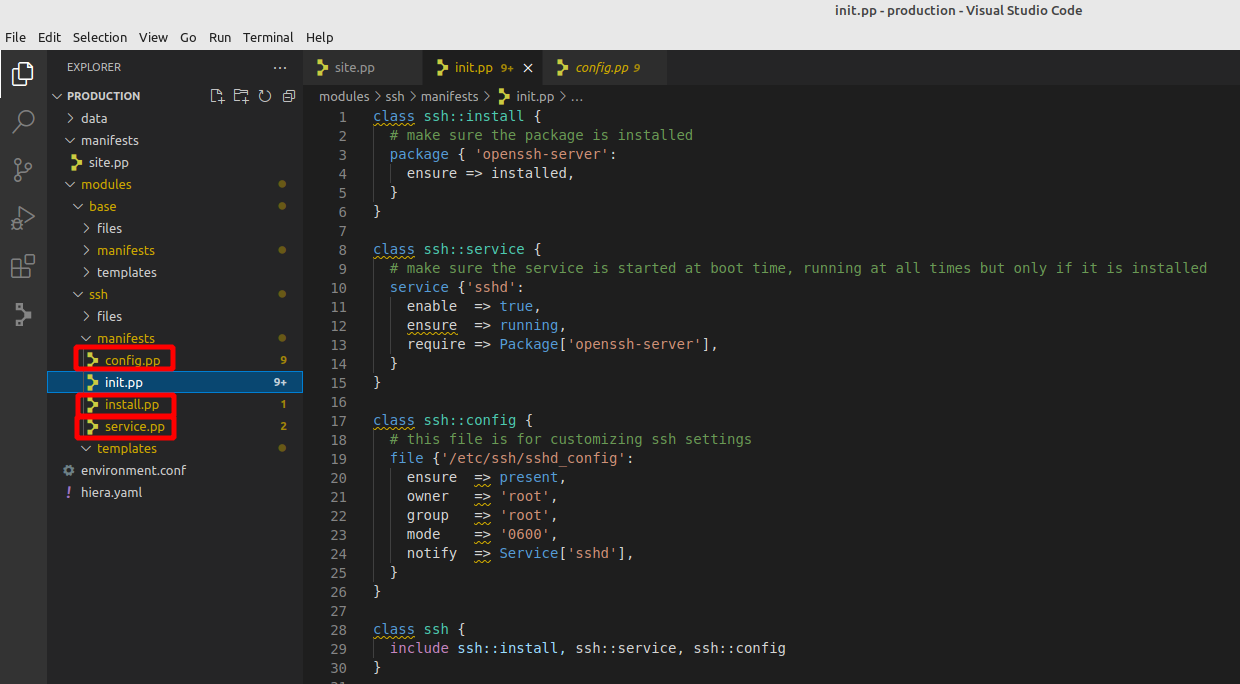 init.pp - production - Visual Studio Code
File Edit Selection View Go Run Terminal Help
EXPLORER ...
PRODUCTION
data
manifests
site.pp
modules
base
files
manifests
templates
ssh
files
manifests
config.pp 9
init.pp 9+
install.pp 1
service.pp 2
templates
environment.conf
! hiera.yaml
site.pp init.pp 9+ config.pp 9
modules > ssh > manifests > init.pp > ...
1 class ssh::install {
2 # make sure the package is installed
3 package { 'openssh-server':
4 ensure => installed,
5 }
6 }
7
8 class ssh::service {
9 # make sure the service is started at boot time, running at all times but only if it is installed
10 service {'sshd':
11 enable => true,
12 ensure => running,
13 require => Package['openssh-server'],
14 }
15 }
16
17 class ssh::config {
18 # this file is for customizing ssh settings
19 file {'/etc/ssh/sshd_config':
20 ensure => present,
21 owner => 'root',
22 group => 'root',
23 mode => '0600',
24 notify => Service['sshd'],
25 }
26 }
27
28 class ssh {
29 include ssh::install, ssh::service, ssh::config
30 }
31